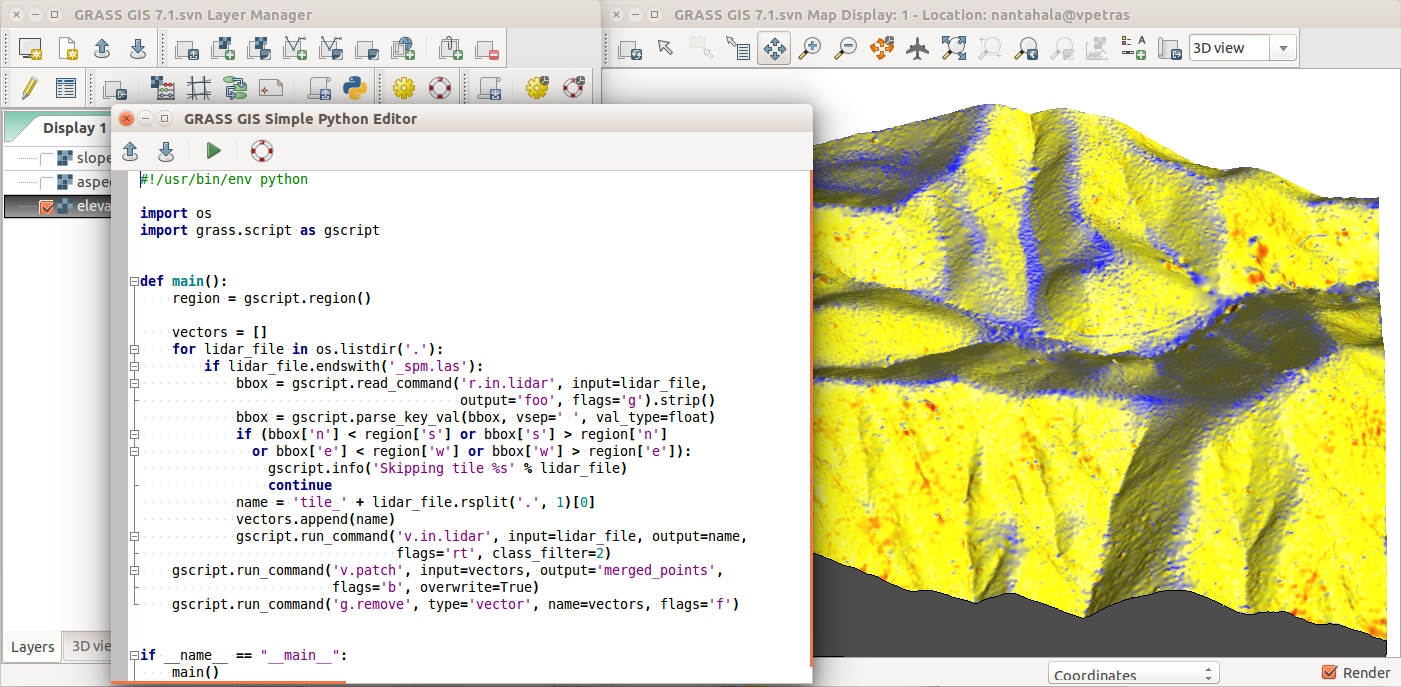 GRASS GIS 7.1.svn Layer Manager
GRASS GIS 7.1.svn Map Display: 1 - Location: nantahala@vpetras
3D view
Display 1
slope
aspe
eleva
Layers
3D vie
GRASS GIS Simple Python Editor
#!/usr/bin/env python
import os
import grass.script as gscript
def main():
region = gscript.region()
vectors = []
for lidar_file in os.listdir('.'):
if lidar_file.endswith('_spm.las'):
bbox = gscript.read_command('r.in.lidar', input=lidar_file,
output='foo', flags='g').strip()
bbox = gscript.parse_key_val(bbox, vsep=' ', val_type=float)
if (bbox['n'] < region['s'] or bbox['s'] > region['n']
or bbox['e'] < region['w'] or bbox['w'] > region['e']):
gscript.info('Skipping tile %s' % lidar_file)
continue
name = 'tile_' + lidar_file.rsplit('.', 1)[0]
vectors.append(name)
gscript.run_command('v.in.lidar', input=lidar_file, output=name,
flags='rt', class_filter=2)
gscript.run_command('v.patch', input=vectors, output='merged_points',
flags='b', overwrite=True)
gscript.run_command('g.remove', type='vector', name=vectors, flags='f')
if __name__ == "__main__":
main()
Coordinates
Render